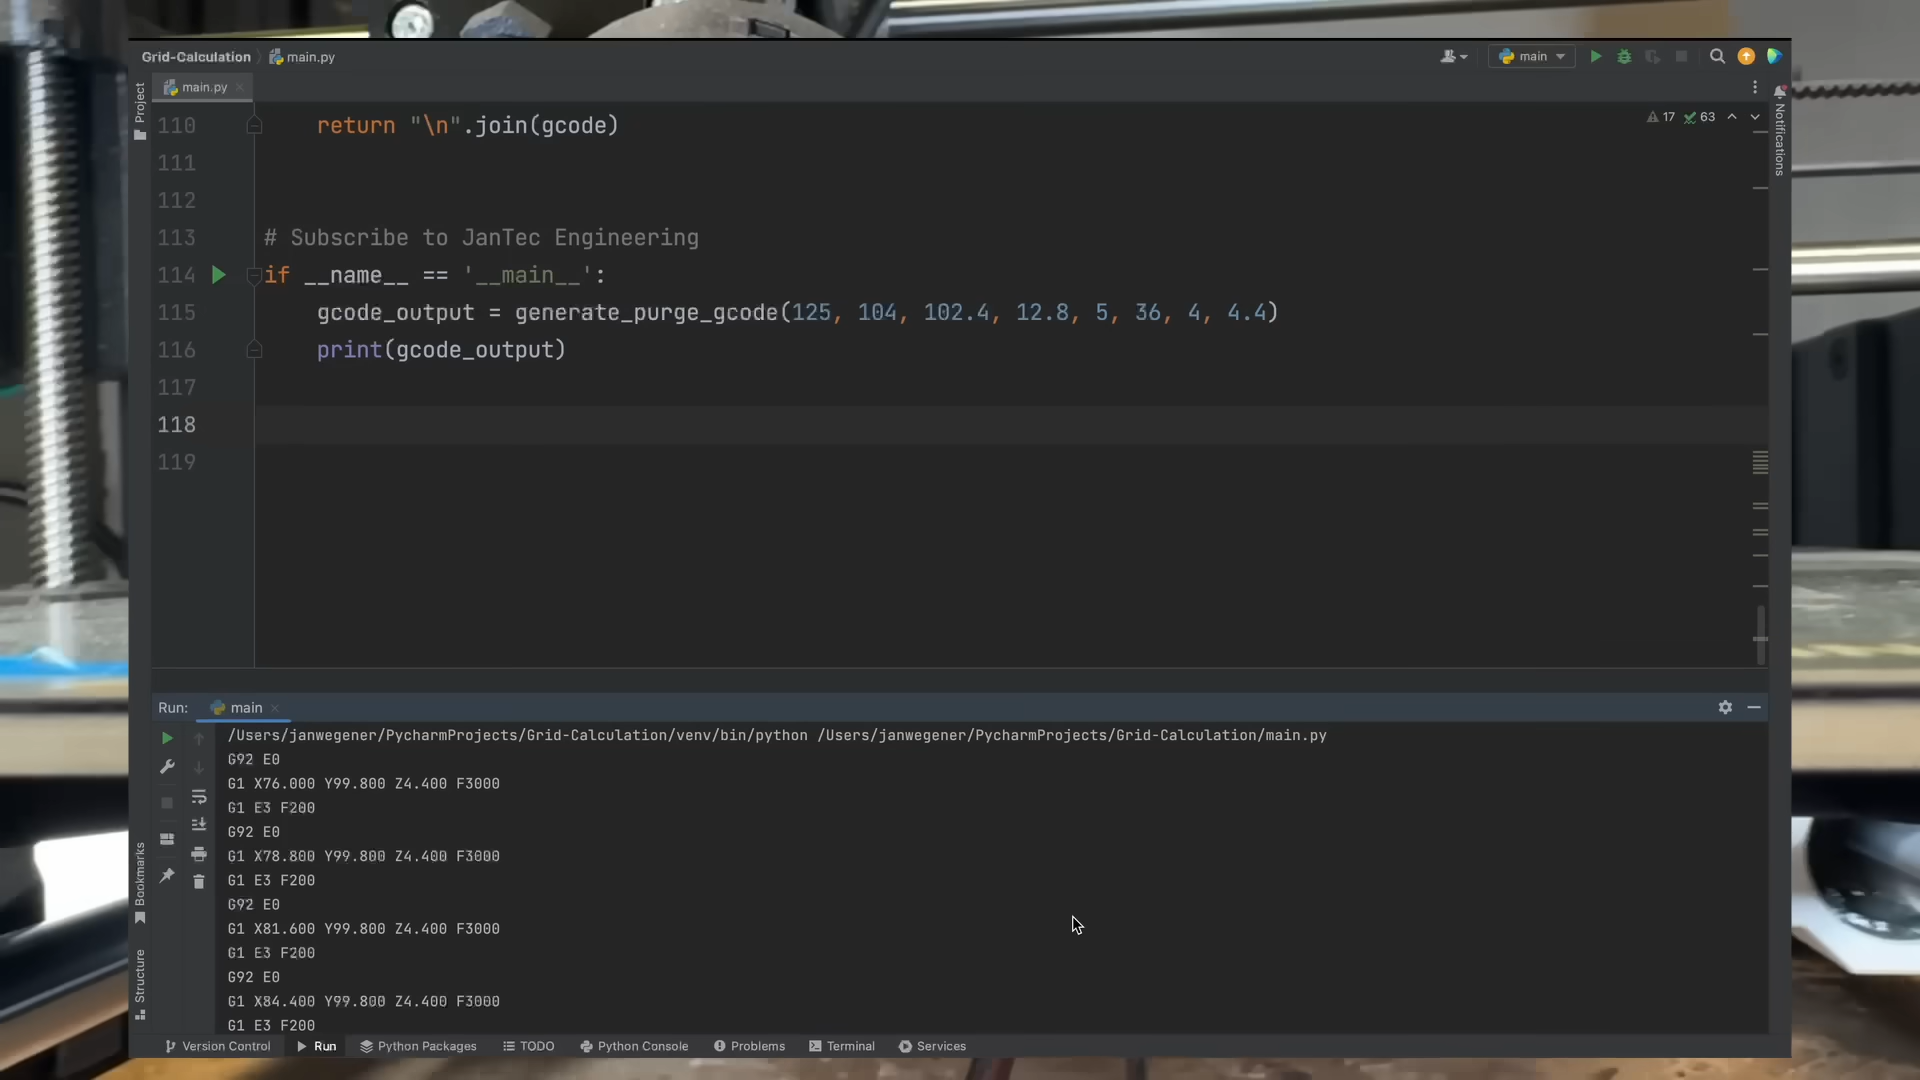 Grid-Calculation main.py main
Project
main.py
Notifications
17 63
110 return "\n".join(gcode)
111
112
113 # Subscribe to JanTec Engineering
114 if __name__ == '__main__':
115 gcode_output = generate_purge_gcode(125, 104, 102.4, 12.8, 5, 36, 4, 4.4)
116 print(gcode_output)
117
118
119
Run: main
/Users/janwegener/PycharmProjects/Grid-Calculation/venv/bin/python /Users/janwegener/PycharmProjects/Grid-Calculation/main.py
G92 E0
G1 X76.000 Y99.800 Z4.400 F3000
G1 E3 F200
G92 E0
G1 X78.800 Y99.800 Z4.400 F3000
G1 E3 F200
G92 E0
G1 X81.600 Y99.800 Z4.400 F3000
G1 E3 F200
G92 E0
G1 X84.400 Y99.800 Z4.400 F3000
G1 E3 F200
Bookmarks
Structure
Version Control Run Python Packages TODO Python Console Problems Terminal Services